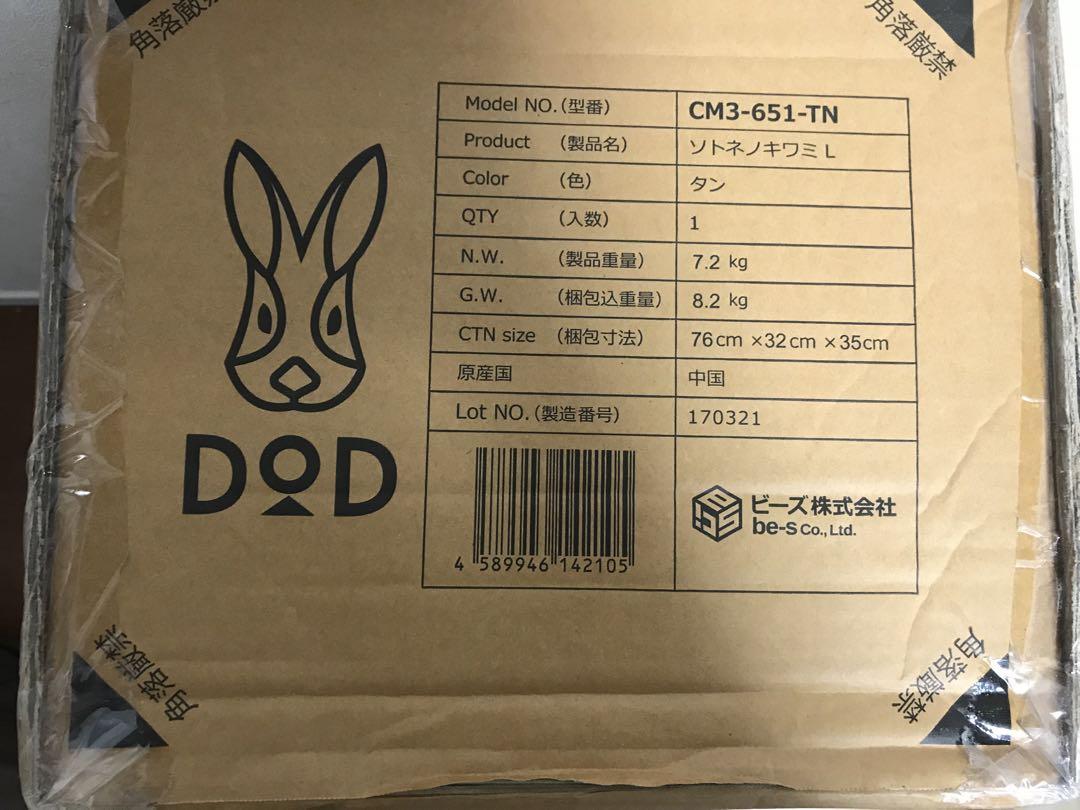 角落厳禁
角落厳禁
Model NO.(型番) CM3-651-TN
Product (製品名) ソトネノキワミ L
Color (色) タン
QTY (入数) 1
N.W. (製品重量) 7.2 kg
G.W. (梱包込重量) 8.2 kg
CTN size (梱包寸法) 76cm ×32cm ×35cm
原産国 中国
Lot NO.(製造番号) 170321
DOD
4 589946 142105
ビーズ株式会社
be-s Co., Ltd.
角落厳禁
角落厳禁